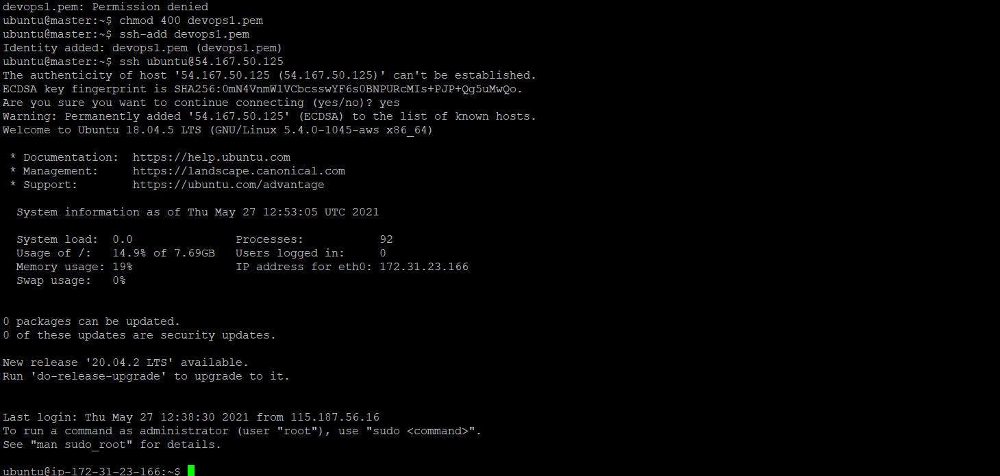 devops1.pem: Permission denied
ubuntu@master:~$ chmod 400 devops1.pem
ubuntu@master:~$ ssh-add devops1.pem
Identity added: devops1.pem (devops1.pem)
ubuntu@master:~$ ssh ubuntu@54.167.50.125
The authenticity of host '54.167.50.125 (54.167.50.125)' can't be established.
ECDSA key fingerprint is SHA256:0mN4VnmWlVCbcsswYF6s0BNPURcMIs+PJP+Qg5uMwQo.
Are you sure you want to continue connecting (yes/no)? yes
Warning: Permanently added '54.167.50.125' (ECDSA) to the list of known hosts.
Welcome to Ubuntu 18.04.5 LTS (GNU/Linux 5.4.0-1045-aws x86_64)
* Documentation:  https://help.ubuntu.com
* Management:     https://landscape.canonical.com
* Support:        https://ubuntu.com/advantage
System information as of Thu May 27 12:53:05 UTC 2021
System load:  0.0               Processes:           92
Usage of /:   14.9% of 7.69GB   Users logged in:     0
Memory usage: 19%               IP address for eth0: 172.31.23.166
Swap usage:   0%
0 packages can be updated.
0 of these updates are security updates.
New release '20.04.2 LTS' available.
Run 'do-release-upgrade' to upgrade to it.
Last login: Thu May 27 12:38:30 2021 from 115.187.56.16
To run a command as administrator (user "root"), use "sudo <command>".
See "man sudo_root" for details.
ubuntu@ip-172-31-23-166:~$